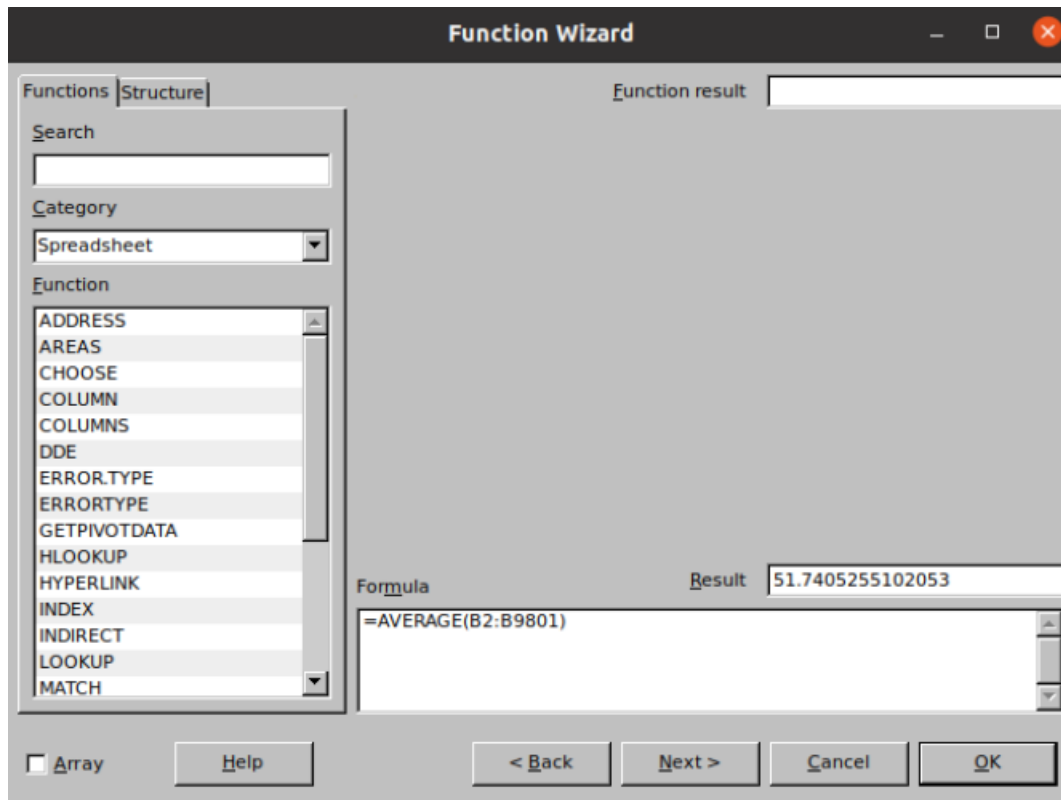 Function Wizard
Functions Structure
Function result
Search
Category
Spreadsheet
Function
ADDRESS
AREAS
CHOOSE
COLUMN
COLUMNS
DDE
ERROR.TYPE
ERRORTYPE
GETPIVOTDATA
HLOOKUP
HYPERLINK
INDEX
INDIRECT
LOOKUP
MATCH
Formula
Result 51.7405255102053
=AVERAGE(B2:B9801)
Array Help < Back Next > Cancel OK